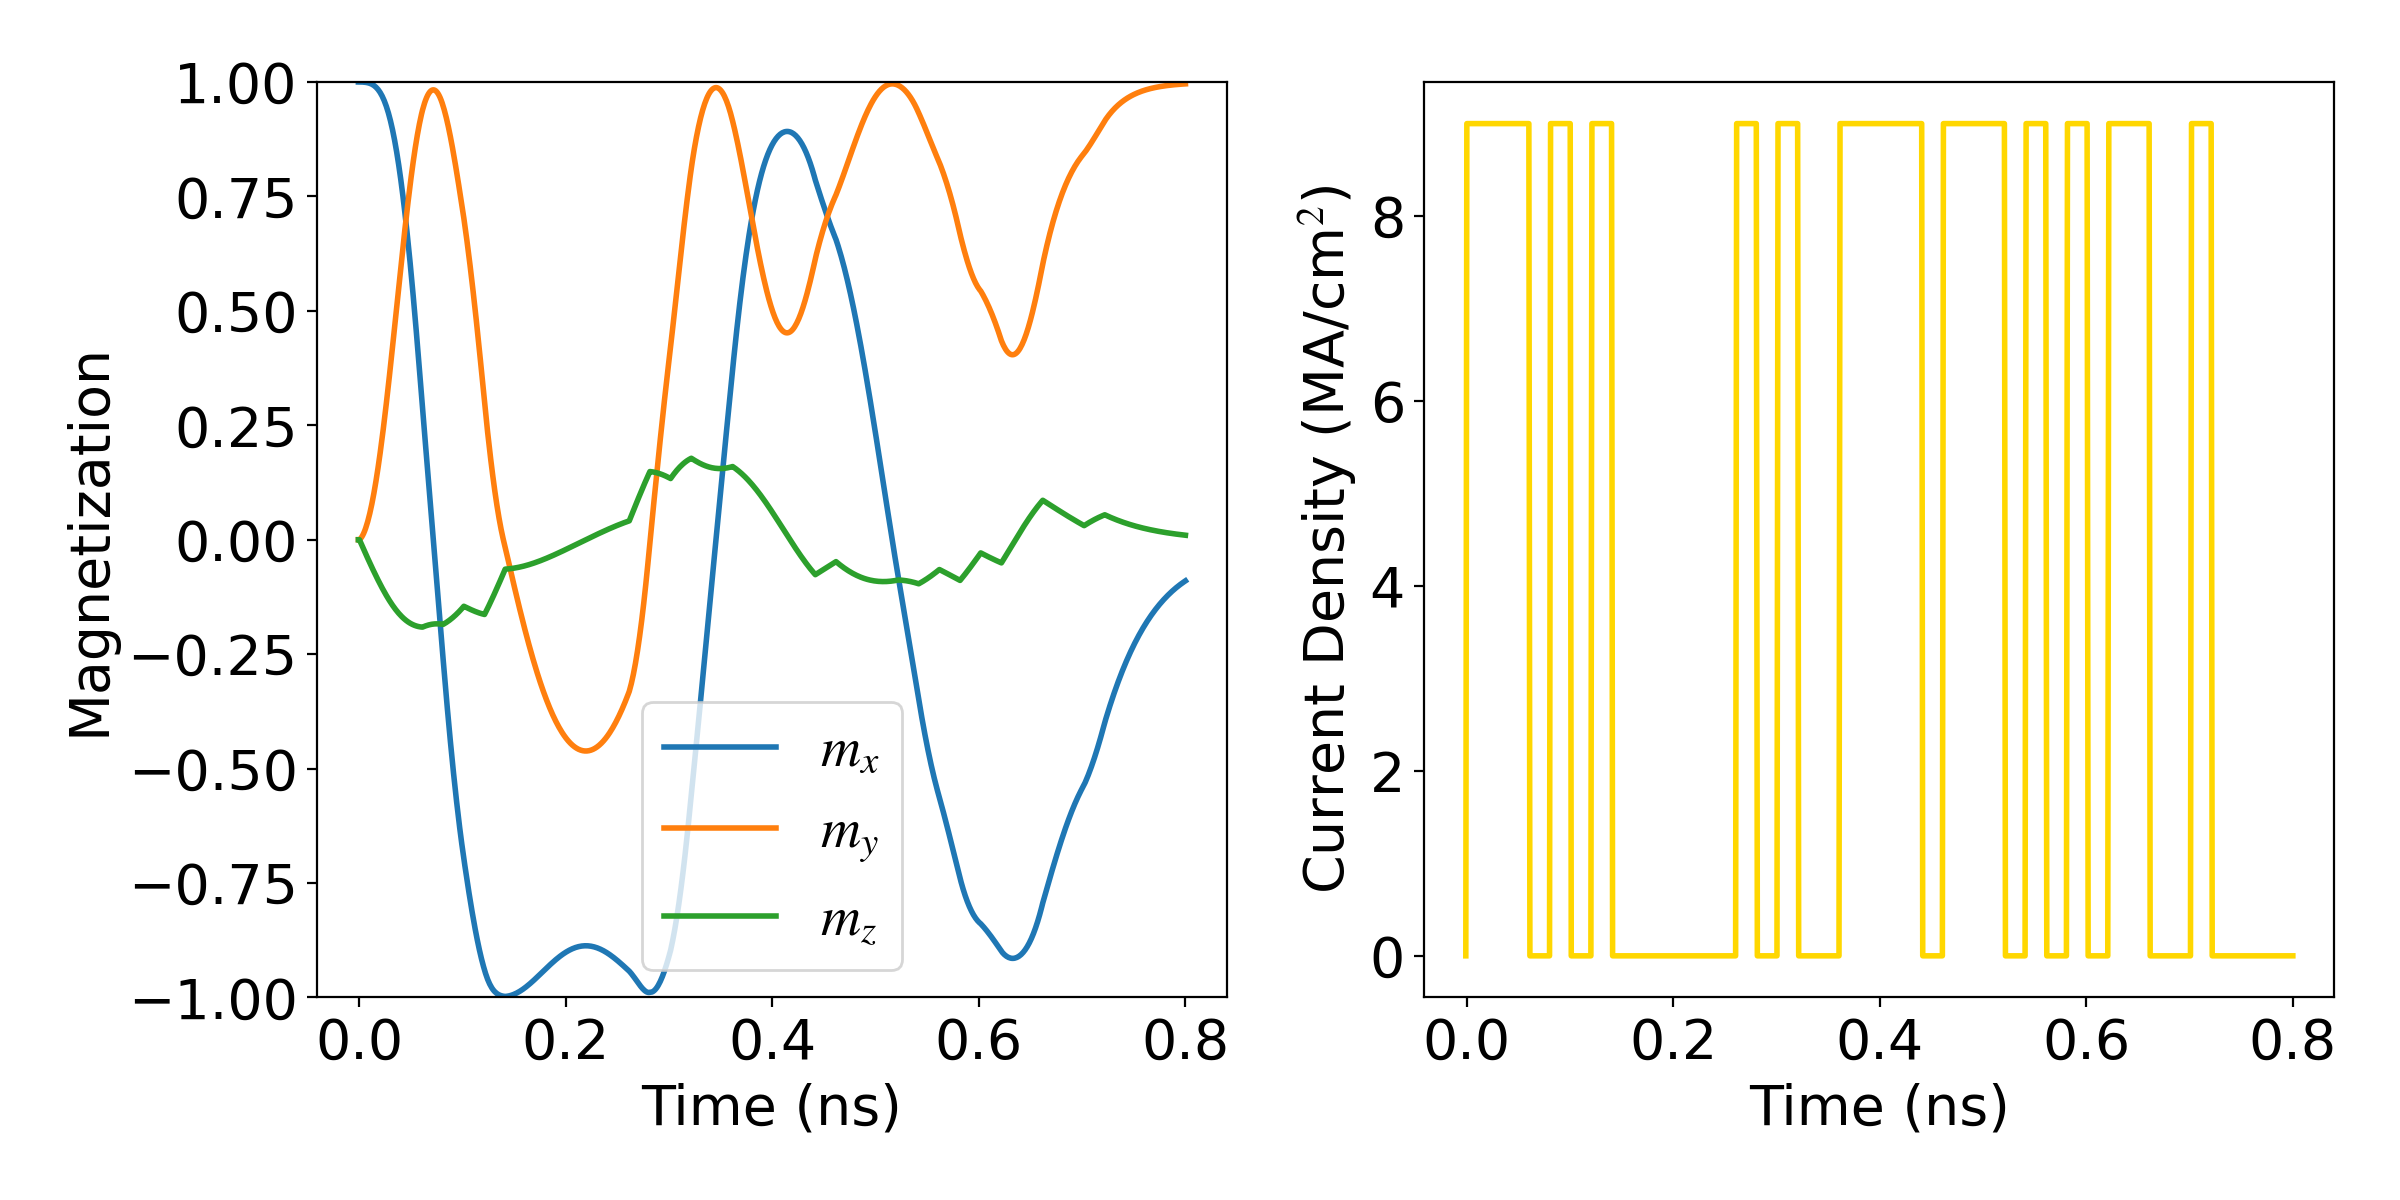 1.00
0.75
0.50
0.25
0.00
−0.25
−0.50
−0.75
−1.00
Magnetization
0.0 0.2 0.4 0.6 0.8
Time (ns)
m_x
m_y
m_z
8
6
4
2
0
Current Density (MA/cm²)
0.0 0.2 0.4 0.6 0.8
Time (ns)